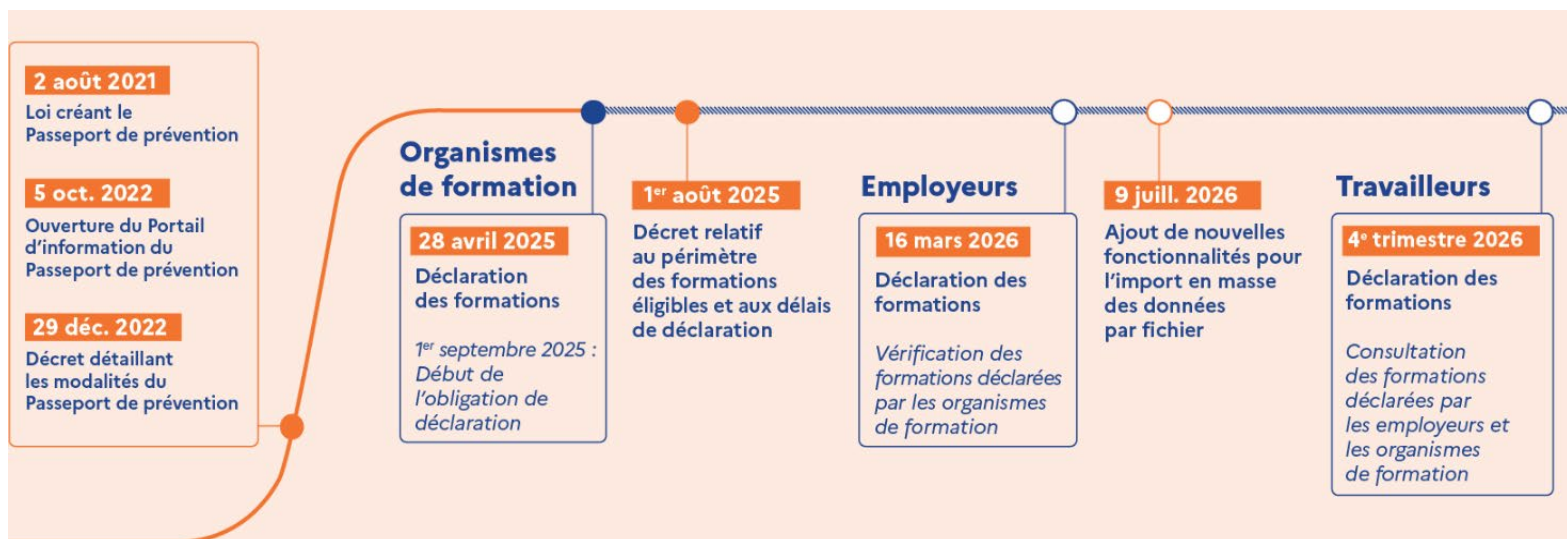 2 août 2021
Loi créant le
Passeport de prévention
5 oct. 2022
Ouverture du Portail
d'information du
Passeport de prévention
29 déc. 2022
Décret détaillant
les modalités du
Passeport de prévention
Organismes
de formation
28 avril 2025
Déclaration
des formations
1er septembre 2025 :
Début de
l'obligation de
déclaration
1er août 2025
Décret relatif
au périmètre
des formations
éligibles et aux délais
de déclaration
Employeurs
16 mars 2026
Déclaration des
formations
Vérification des
formations déclarées
par les organismes
de formation
9 juill. 2026
Ajout de nouvelles
fonctionnalités pour
l'import en masse
des données
par fichier
Travailleurs
4e trimestre 2026
Déclaration des
formations
Consultation
des formations
déclarées par
les employeurs et
les organismes
de formation